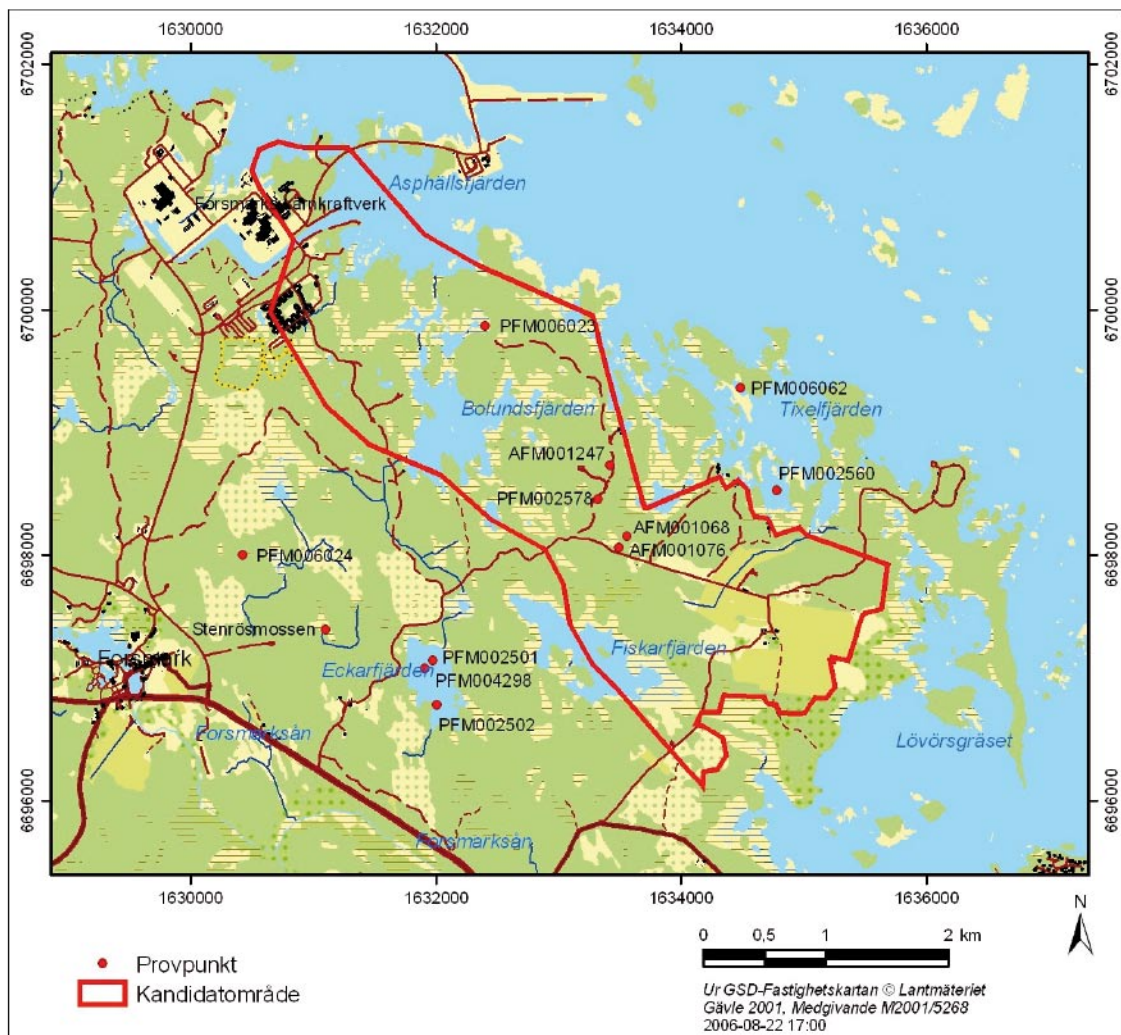 1630000 1632000 1634000 1636000
6702000 6702000
Asphällsfjärden
Forsmarks kärnkraftverk
6700000 6700000
PFM006023
PFM006062
Bolundsfjärden
Tixelfjärden
AFM001247
PFM002560
PFM002578
AFM001068
AFM001076
6698000 6698000
PFM006024
Stenrösmossen
Forsmark
Eckarfjärden
PFM002501
Fiskarfjärden
PFM004298
PFM002502
Forsmarksån
Lövörsgräset
6696000 6696000
Forsmarksån
1630000 1632000 1634000 1636000
N
0 0,5 1 2 km
Provpunkt
Kandidatområde
Ur GSD-Fastighetskartan © Lantmäteriet
Gävle 2001, Medgivande M2001/5268
2006-08-22 17:00